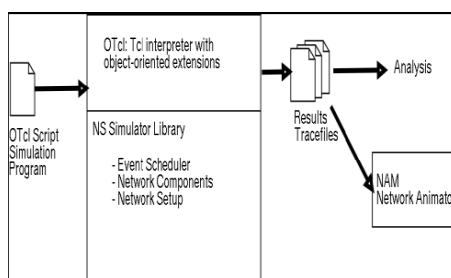 OTcl: Tcl interpreter with
object-oriented extensions
Analysis
OTcl Script
Simulation
Program
NS Simulator Library
- Event Scheduler
- Network Components
- Network Setup
Results
Tracefiles
NAM
Network Animato